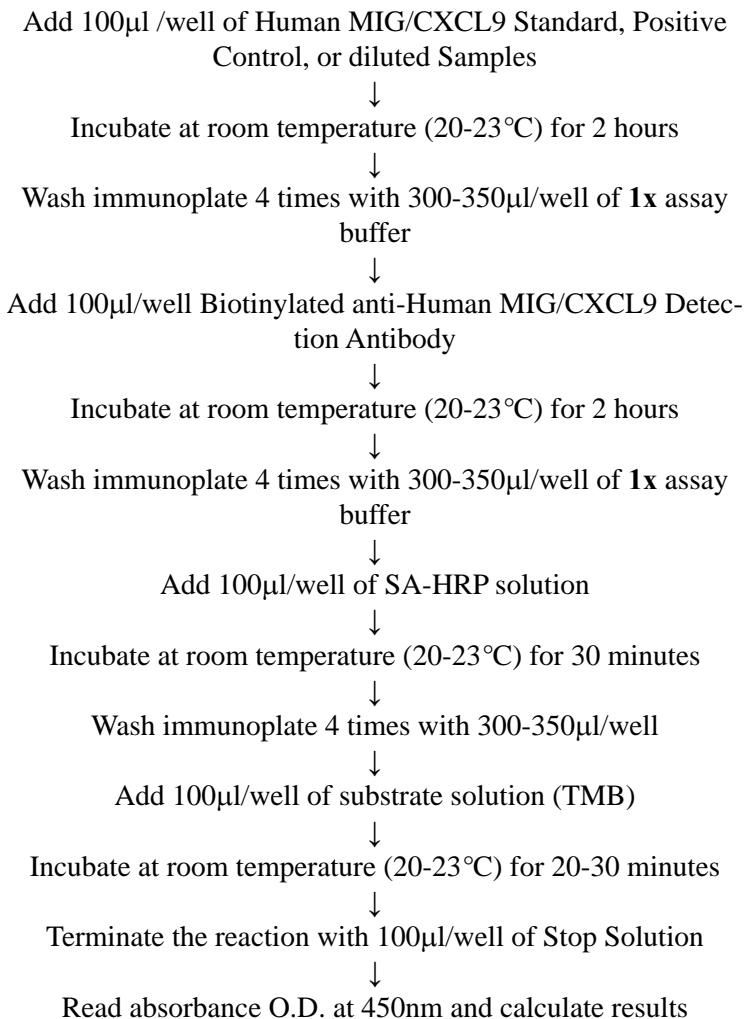 Add 100μl /well of Human MIG/CXCL9 Standard, Positive
Control, or diluted Samples
↓
Incubate at room temperature (20-23°C) for 2 hours
↓
Wash immunoplate 4 times with 300-350μl/well of 1x assay
buffer
↓
Add 100μl/well Biotinylated anti-Human MIG/CXCL9 Detec-
tion Antibody
↓
Incubate at room temperature (20-23°C) for 2 hours
↓
Wash immunoplate 4 times with 300-350μl/well of 1x assay
buffer
↓
Add 100μl/well of SA-HRP solution
↓
Incubate at room temperature (20-23°C) for 30 minutes
↓
Wash immunoplate 4 times with 300-350μl/well
↓
Add 100μl/well of substrate solution (TMB)
↓
Incubate at room temperature (20-23°C) for 20-30 minutes
↓
Terminate the reaction with 100μl/well of Stop Solution
↓
Read absorbance O.D. at 450nm and calculate results